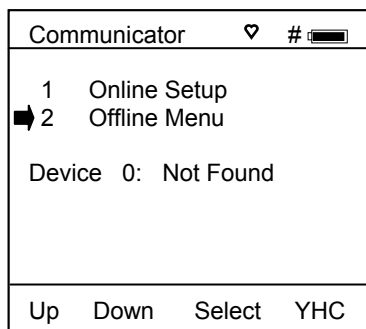 Communicator ♡ #
1 Online Setup
2 Offline Menu
Device 0: Not Found
Up Down Select YHC